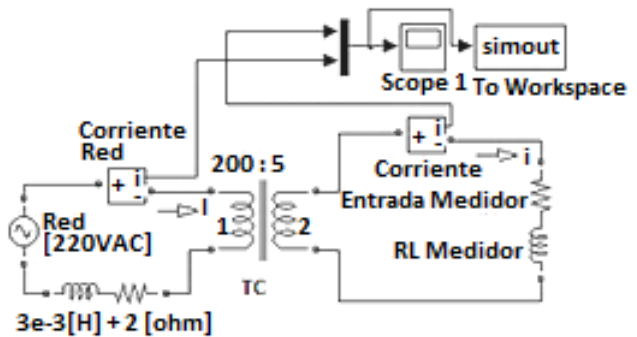 simout
Scope 1
To Workspace
Corriente
Red
+
i
-
I
200 : 5
1
2
TC
+
i
-
i
Corriente
Entrada Medidor
RL Medidor
Red
[220VAC]
3e-3[H] + 2 [ohm]